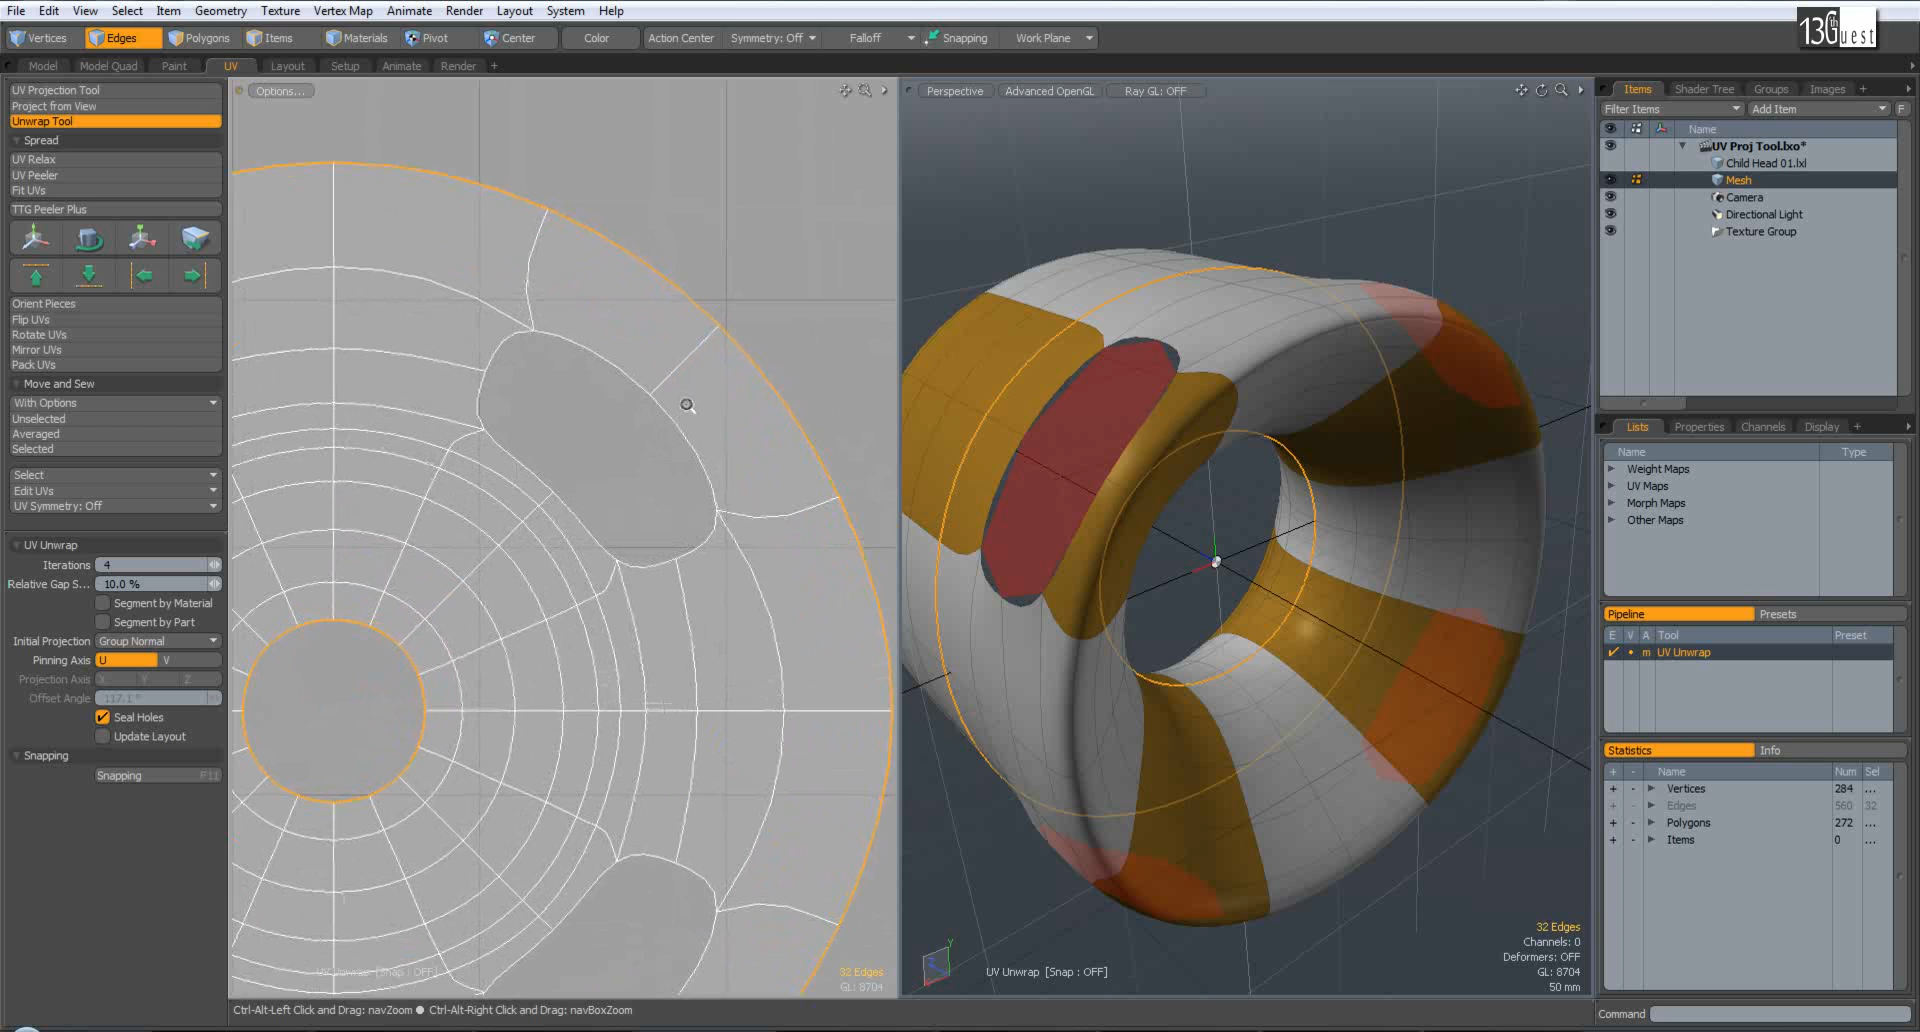 File Edit View Select Item Geometry Texture Vertex Map Animate Render Layout System Help
Vertices Edges Polygons Items Materials Pivot Center Color Action Center Symmetry: Off Falloff Snapping Work Plane
13Gth uest
Model Model Quad Paint UV Layout Setup Animate Render +
UV Projection Tool
Project from View
Unwrap Tool
Spread
UV Relax
UV Peeler
Fit UVs
TTG Peeler Plus
Orient Pieces
Flip UVs
Rotate UVs
Mirror UVs
Pack UVs
Move and Sew
With Options
Unselected
Averaged
Selected
Select
Edit UVs
UV Symmetry: Off
UV Unwrap
Iterations 4
Relative Gap S... 10.0 %
Segment by Material
Segment by Part
Initial Projection Group Normal
Pinning Axis U V
Projection Axis X Y Z
Offset Angle 117.1 °
Seal Holes
Update Layout
Snapping
Snapping F11
Options...
UV Unwrap [Snap : OFF]
32 Edges
GL: 8704
Perspective Advanced OpenGL Ray GL: OFF
Y
Z
UV Unwrap [Snap : OFF]
32 Edges
Channels: 0
Deformers: OFF
GL: 8704
50 mm
Items Shader Tree Groups Images +
Filter Items Add Item F
Name
UV Proj Tool.lxo*
Child Head 01.lxl
Mesh
Camera
Directional Light
Texture Group
Lists Properties Channels Display +
Name Type
Weight Maps
UV Maps
Morph Maps
Other Maps
Pipeline Presets
E V A Tool Preset
m UV Unwrap
Statistics Info
+ - Name Num Sel
+ - Vertices 284 ...
+ - Edges 560 32
+ - Polygons 272 ...
+ - Items 0 ...
Ctrl-Alt-Left Click and Drag: navZoom ● Ctrl-Alt-Right Click and Drag: navBoxZoom
Command